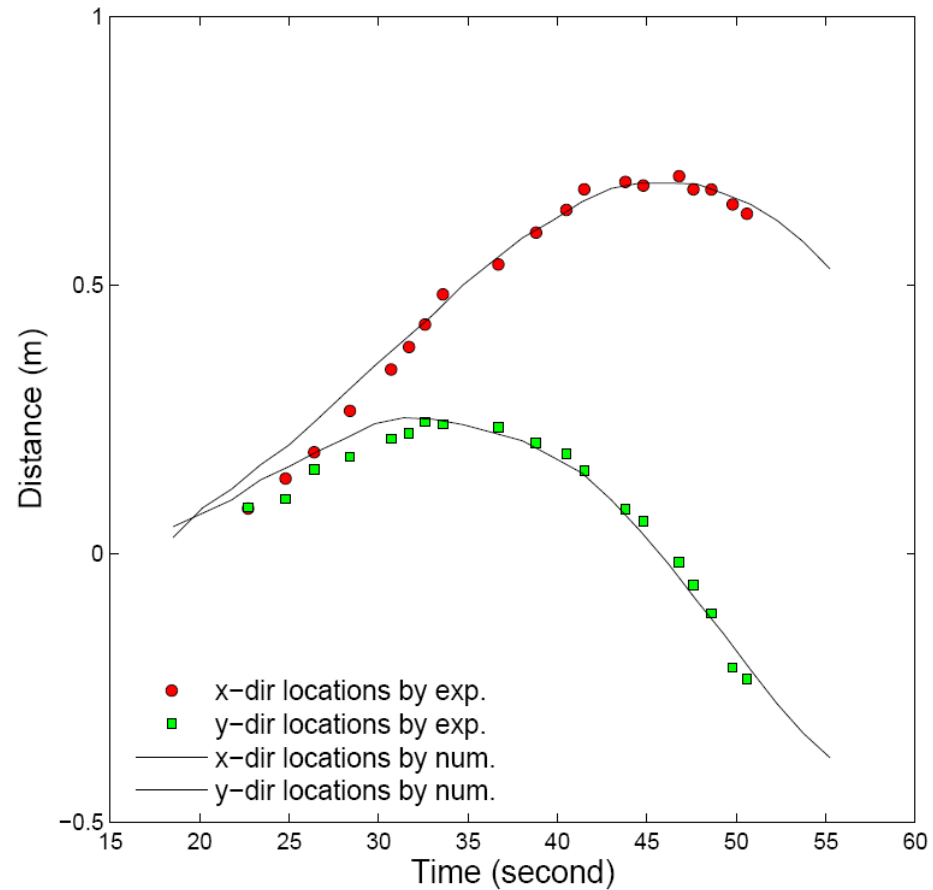 1
0.5
0
−0.5
Distance (m)
x−dir locations by exp.
y−dir locations by exp.
x−dir locations by num.
y−dir locations by num.
15 20 25 30 35 40 45 50 55 60
Time (second)